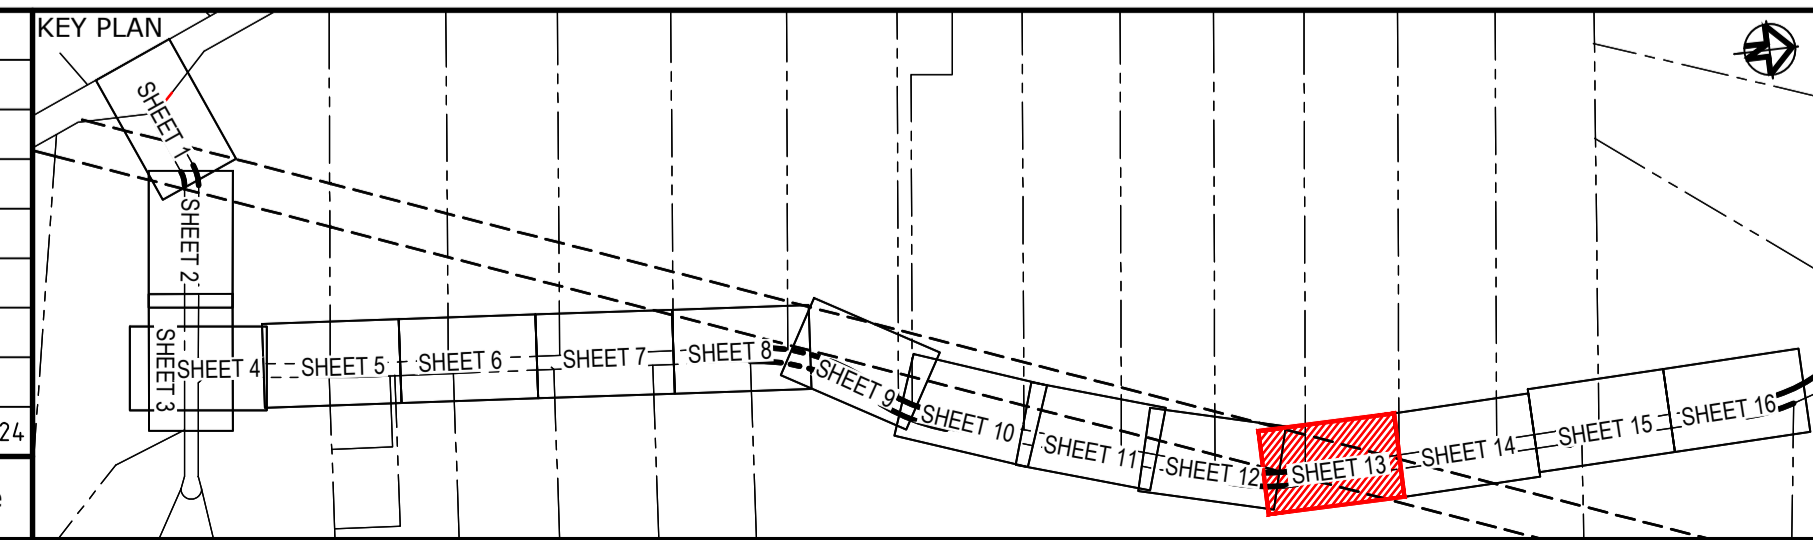 KEY PLAN
N
SHEET 1
SHEET 2
SHEET 3
SHEET 4
SHEET 5
SHEET 6
SHEET 7
SHEET 8
SHEET 9
SHEET 10
SHEET 11
SHEET 12
SHEET 13
SHEET 14
SHEET 15
SHEET 16
24